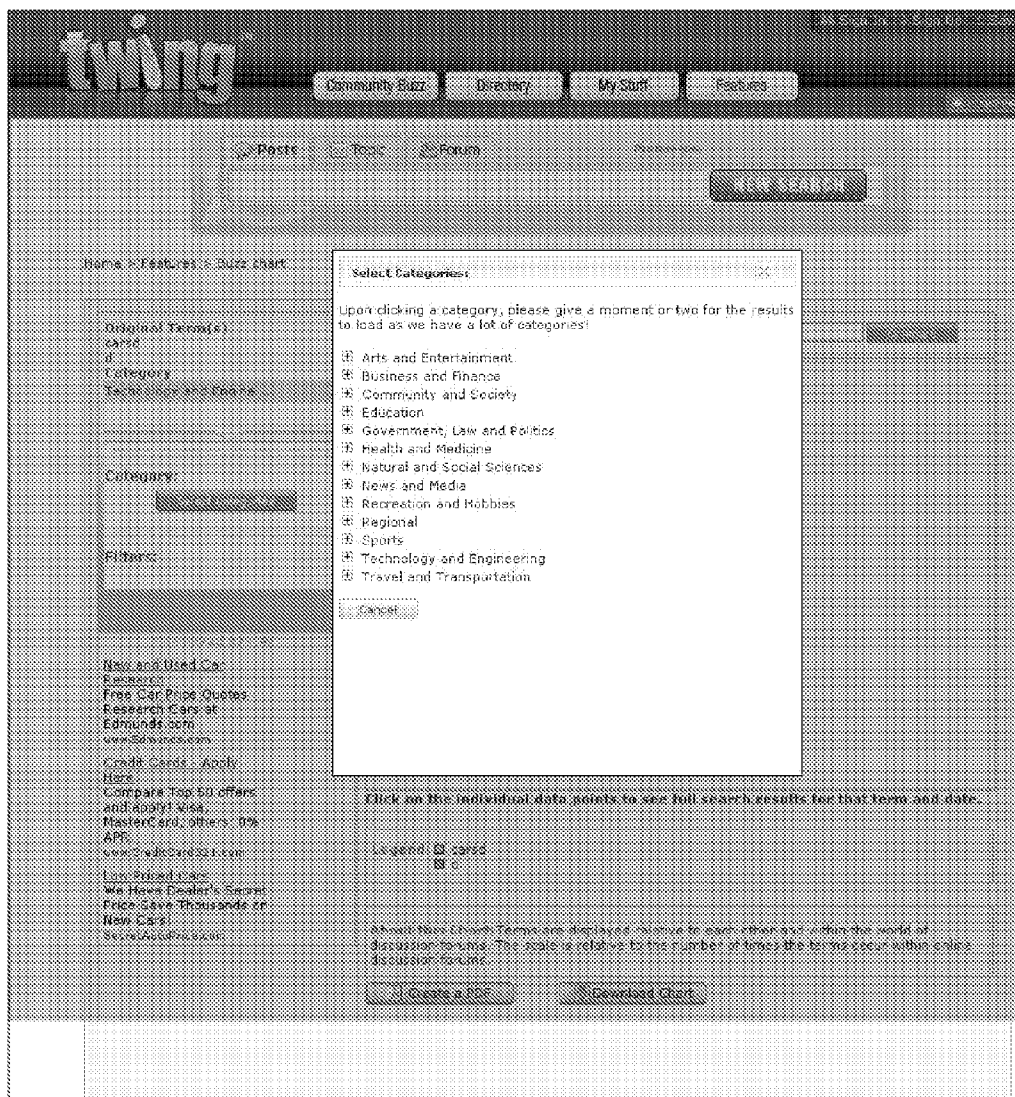 twing
Community Buzz Directory My Stuff Features
Posts Topic Forum
NEW SEARCH
Home > Features > Buzz chart
Select Categories:
Upon clicking a category, please give a moment or two for the results
to load as we have a lot of categories!
Arts and Entertainment
Business and Finance
Community and Society
Education
Government, Law and Politics
Health and Medicine
Natural and Social Sciences
News and Media
Recreation and Hobbies
Regional
Sports
Technology and Engineering
Travel and Transportation
Cancel
Original Term(s)
carsd
d
Category
Category:
Filters:
New and Used Car
Research
Free Car Price Quotes
Research Cars at
Edmunds.com
www.Edmunds.com
Credit Cards - Apply
Here
Compare Top 50 offers
and apply! Visa,
MasterCard, others. 0%
APR
Low Priced Cars
We Have Dealer's Secret
Price Save Thousands on
New Cars!
SecretAutoPrice.com
Click on the individual data points to see full search results for that term and date.
Legend carsd
About this Chart: Terms are displayed relative to each other and within the world of
discussion forums. The scale is relative to the number of times the terms occur within online
discussion forums.
Create a PDF Download Chart